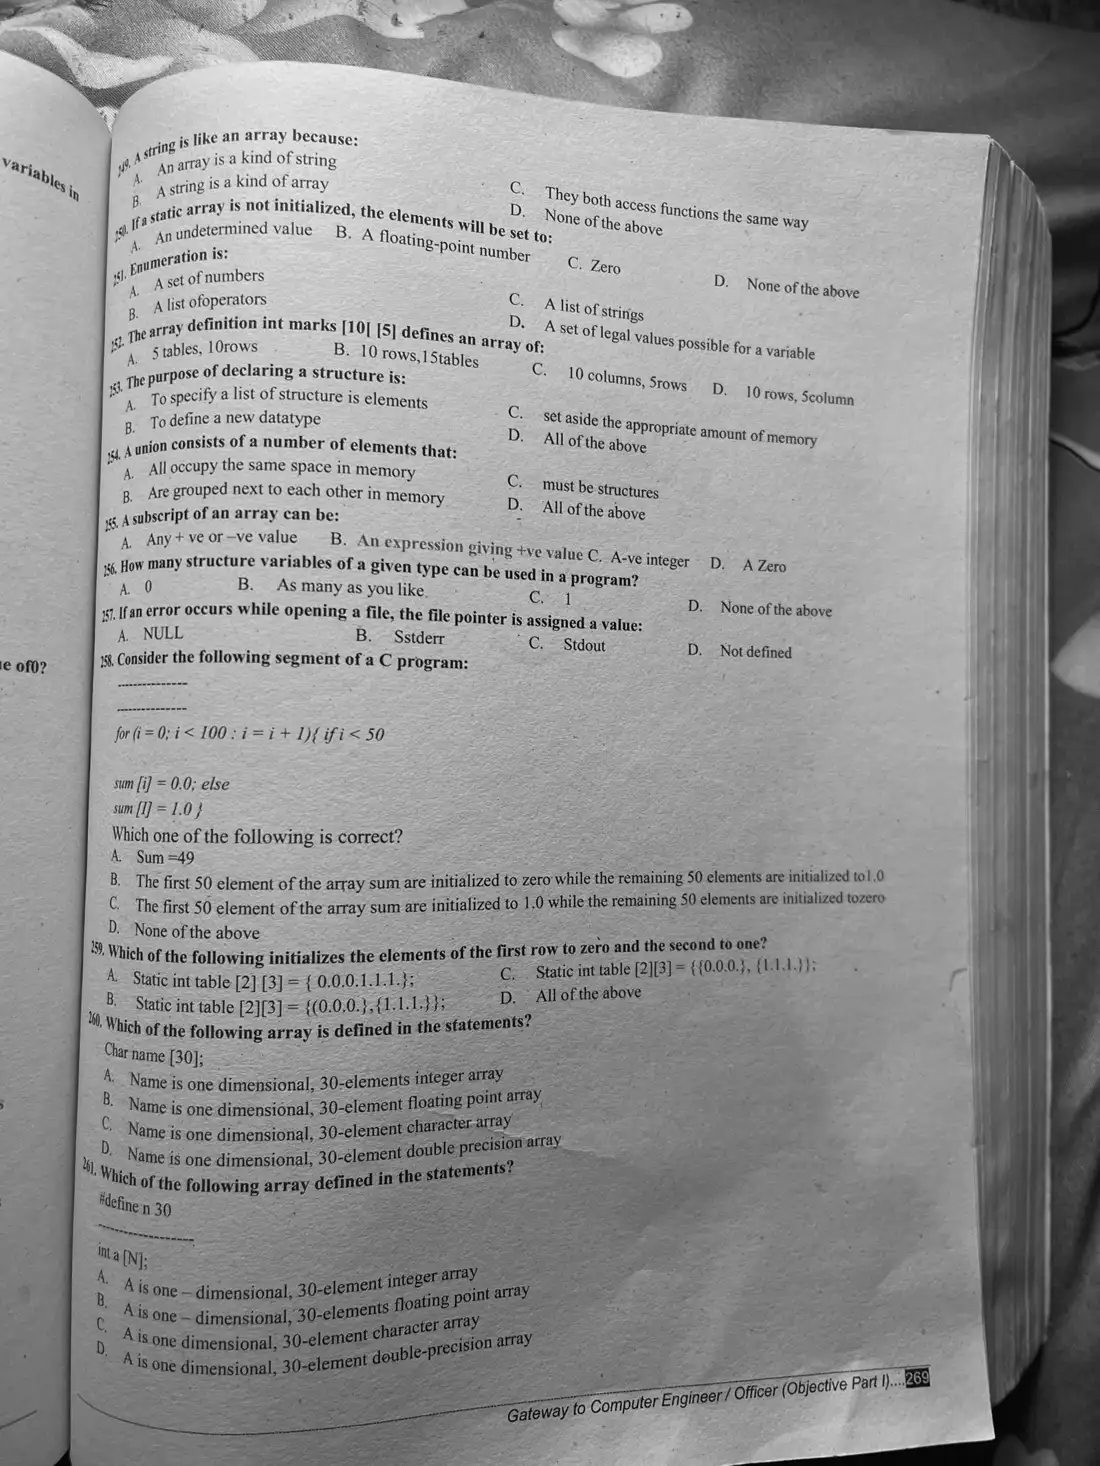 variables in
e of0?
249. A string is like an array because:
A. An array is a kind of string
B. A string is a kind of array
C. They both access functions the same way
D. None of the above
250. If a static array is not initialized, the elements will be set to:
A. An undetermined value B. A floating-point number C. Zero D. None of the above
251. Enumeration is:
A. A set of numbers
B. A list ofoperators
C. A list of strings
D. A set of legal values possible for a variable
252. The array definition int marks [10[ [5] defines an array of:
A. 5 tables, 10rows B. 10 rows,15tables C. 10 columns, 5rows D. 10 rows, 5column
253. The purpose of declaring a structure is:
A. To specify a list of structure is elements
B. To define a new datatype
C. set aside the appropriate amount of memory
D. All of the above
254. A union consists of a number of elements that:
A. All occupy the same space in memory
B. Are grouped next to each other in memory
C. must be structures
D. All of the above
255. A subscript of an array can be:
A. Any + ve or –ve value B. An expression giving +ve value C. A-ve integer D. A Zero
256. How many structure variables of a given type can be used in a program?
A. 0 B. As many as you like C. 1 D. None of the above
257. If an error occurs while opening a file, the file pointer is assigned a value:
A. NULL B. Sstderr C. Stdout D. Not defined
258. Consider the following segment of a C program:
---------------
---------------
for (i = 0; i < 100 : i = i + 1){ if i < 50
sum [i] = 0.0; else
sum [I] = 1.0 }
Which one of the following is correct?
A. Sum =49
B. The first 50 element of the array sum are initialized to zero while the remaining 50 elements are initialized to1.0
C. The first 50 element of the array sum are initialized to 1.0 while the remaining 50 elements are initialized tozero
D. None of the above
259. Which of the following initializes the elements of the first row to zero and the second to one?
A. Static int table [2] [3] = { 0.0.0.1.1.1.};
B. Static int table [2][3] = {(0.0.0.},{1.1.1.}};
C. Static int table [2][3] = {{0.0.0.}, {1.1.1.}};
D. All of the above
260. Which of the following array is defined in the statements?
Char name [30];
A. Name is one dimensional, 30-elements integer array
B. Name is one dimensional, 30-element floating point array
C. Name is one dimensional, 30-element character array
D. Name is one dimensional, 30-element double precision array
261. Which of the following array defined in the statements?
#define n 30
---------------
int a [N];
A. A is one – dimensional, 30-element integer array
B. A is one – dimensional, 30-elements floating point array
C. A is one dimensional, 30-element character array
D. A is one dimensional, 30-element double-precision array
Gateway to Computer Engineer / Officer (Objective Part I)....269